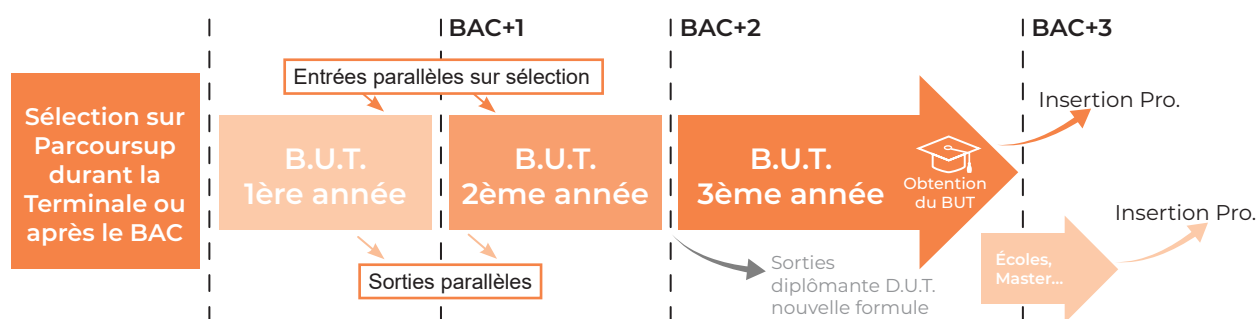 BAC+1
BAC+2
BAC+3
Entrées parallèles sur sélection
Sélection sur
Parcoursup
durant la
Terminale ou
après le BAC
B.U.T.
1ère année
B.U.T.
2ème année
B.U.T.
3ème année
Obtention
du BUT
Insertion Pro.
Insertion Pro.
Sorties parallèles
Sorties
diplômante D.U.T.
nouvelle formule
Écoles,
Master...